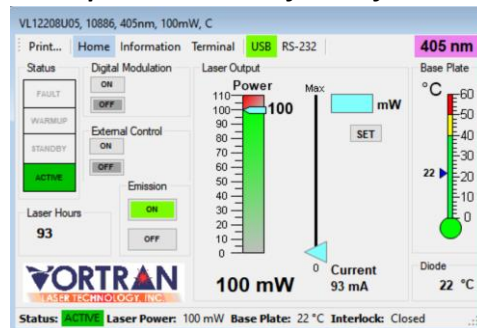 VL12208U05, 10886, 405nm, 100mW, C
Print... Home Information Terminal USB RS-232 405 nm
Status
FAULT
WARMUP
STANDBY
ACTIVE
Laser Hours
93
Digital Modulation
ON
OFF
External Control
ON
OFF
Emission
ON
OFF
Laser Output
Power
110
100
90
80
70
60
50
40
30
20
10
0
100
100 mW
Max
0
mW
SET
Current
93 mA
Base Plate
°C
60
50
40
30
20
10
0
22
Diode
22 °C
VORTRAN
LASER TECHNOLOGY, INC.
Status: ACTIVE Laser Power: 100 mW Base Plate: 22 °C Interlock: Closed